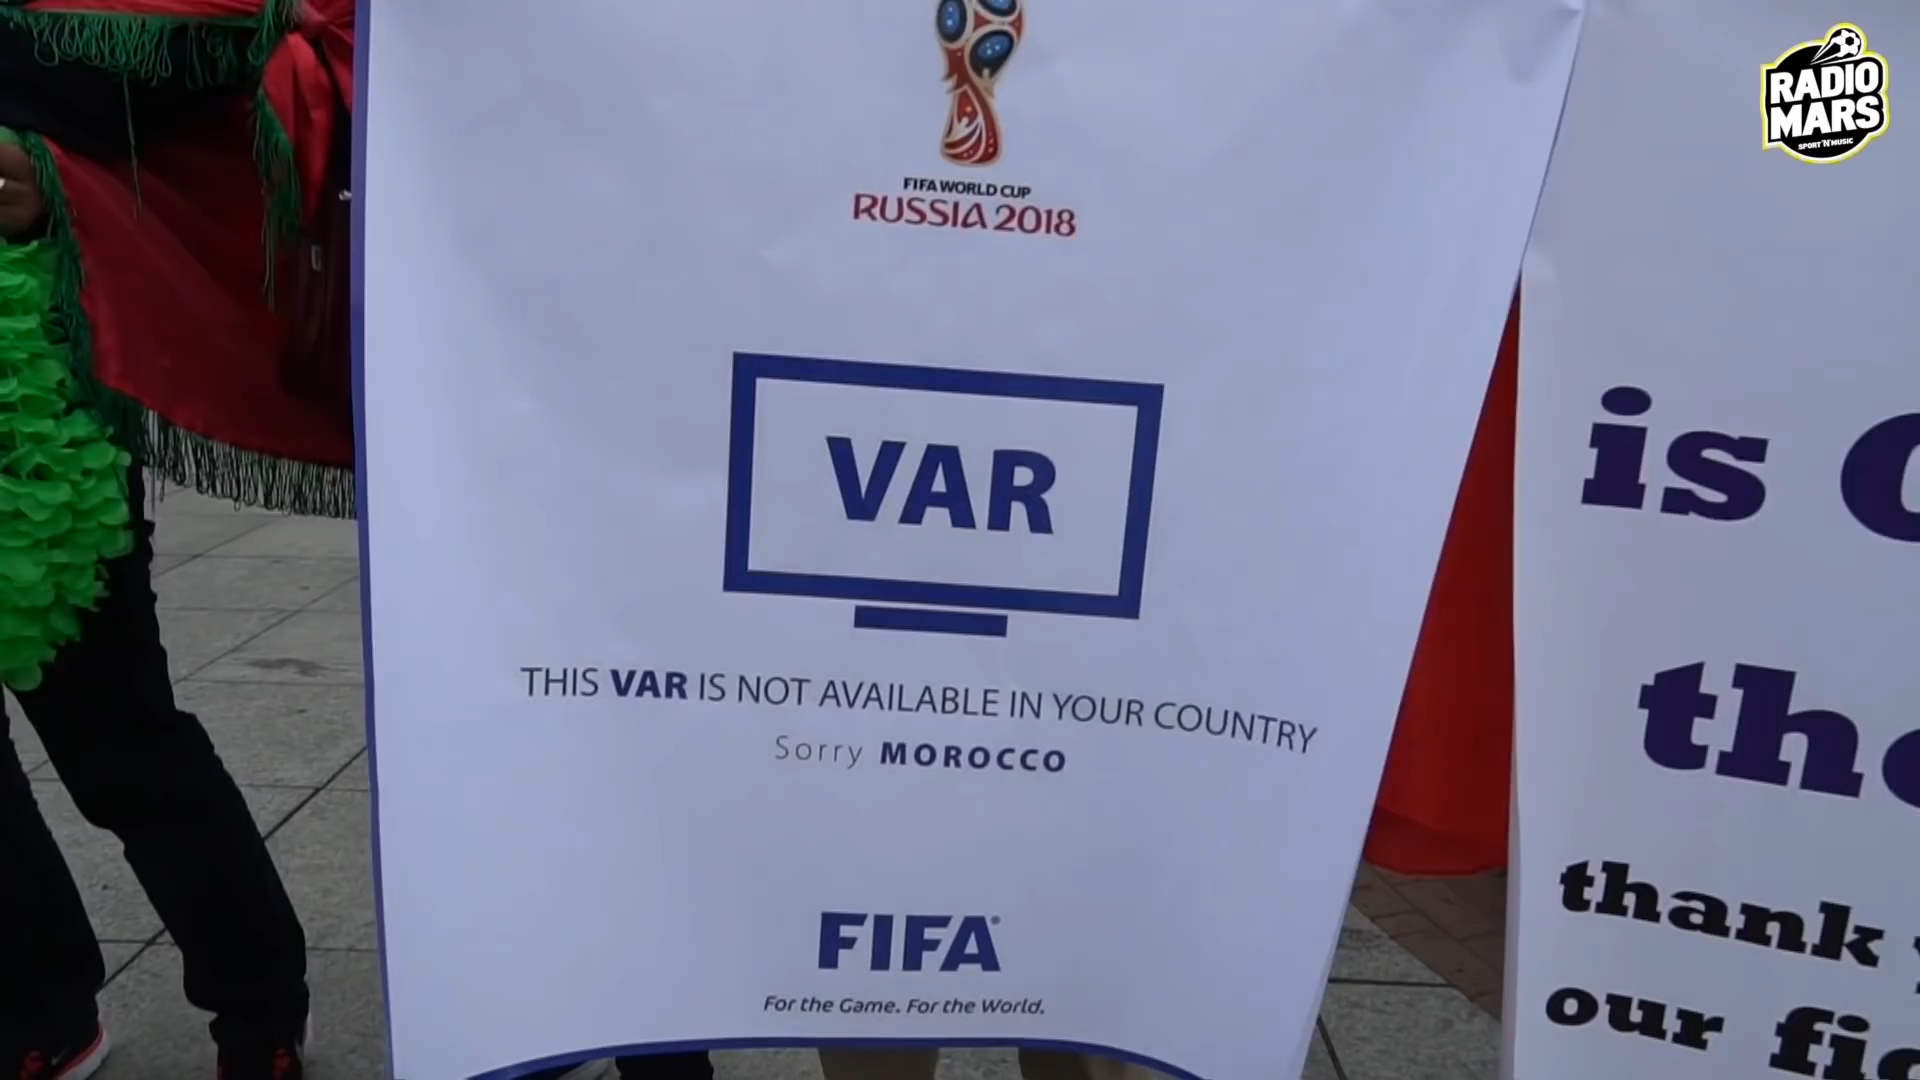 FIFA WORLD CUP
RUSSIA 2018
VAR
THIS VAR IS NOT AVAILABLE IN YOUR COUNTRY
Sorry MOROCCO
FIFA®
For the Game. For the World.
is
thank
our
RADIO
MARS
SPORT'N'MUSIC